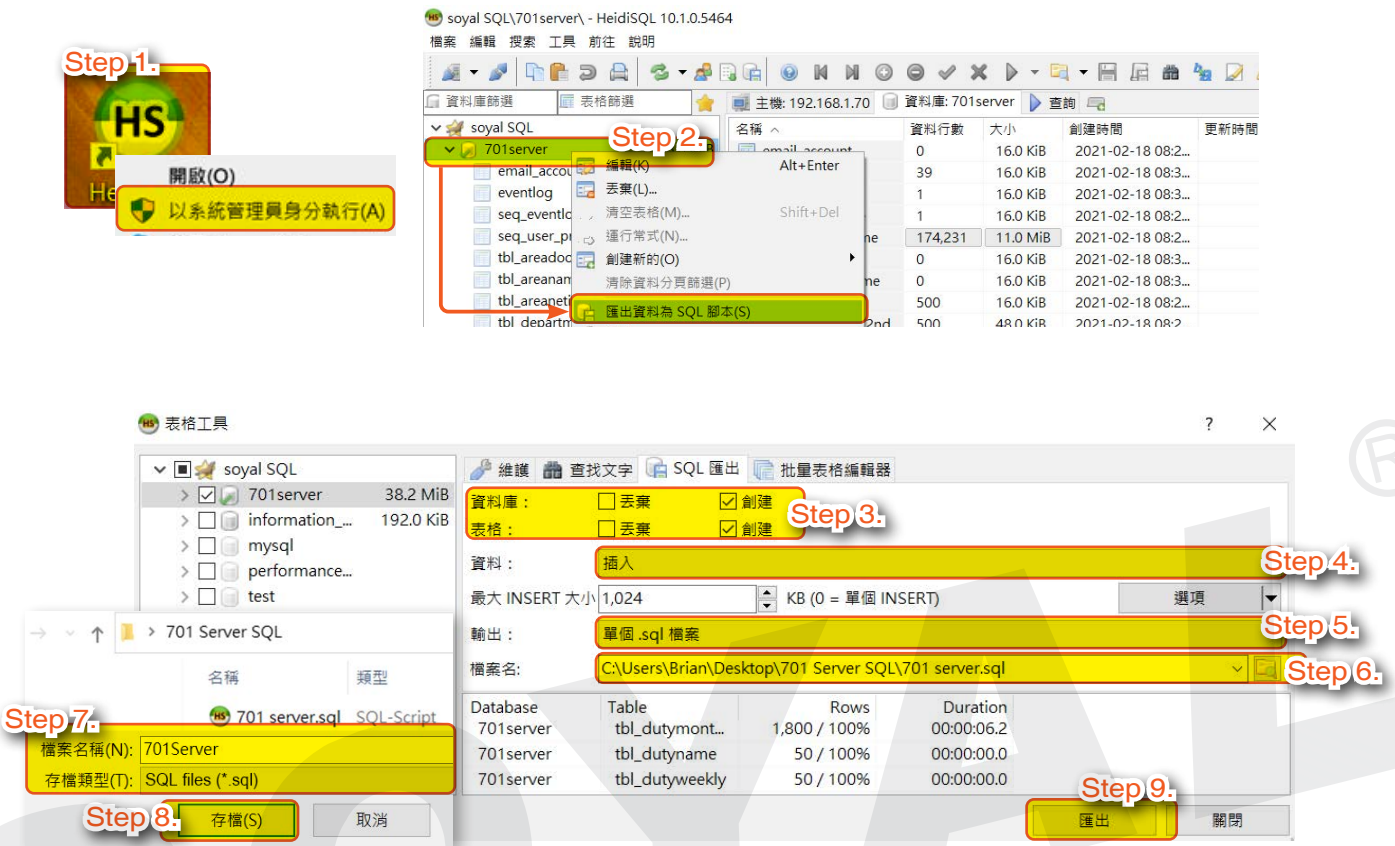 soyal SQL\701server\ - HeidiSQL 10.1.0.5464
檔案 編輯 搜索 工具 前往 說明
Step 1.
HS
開啟(O)
以系統管理員身分執行(A)
資料庫篩選 表格篩選 主機: 192.168.1.70 資料庫: 701server 查詢
soyal SQL
Step 2.
701server
名稱 資料行數 大小 創建時間 更新時間
email_account 0 16.0 KiB 2021-02-18 08:2...
39 16.0 KiB 2021-02-18 08:3...
eventlog 1 16.0 KiB 2021-02-18 08:3...
1 16.0 KiB 2021-02-18 08:2...
174,231 11.0 MiB 2021-02-18 08:2...
0 16.0 KiB 2021-02-18 08:3...
0 16.0 KiB 2021-02-18 08:3...
500 16.0 KiB 2021-02-18 08:2...
500 48.0 KiB 2021-02-18 08:2
編輯(K) Alt+Enter
丟棄(L)...
清空表格(M)... Shift+Del
運行常式(N)...
創建新的(O)
清除資料分頁篩選(P)
匯出資料為 SQL 腳本(S)
表格工具 ?
soyal SQL
701server 38.2 MiB
information_... 192.0 KiB
mysql
performance...
test
維護 查找文字 SQL 匯出 批量表格編輯器
資料庫 : 丟棄 創建
表格 : 丟棄 創建
Step 3.
資料 : 插入
Step 4.
最大 INSERT 大小 1,024 KB (0 = 單個 INSERT) 選項
輸出 : 單個 .sql 檔案
Step 5.
檔案名: C:\Users\Brian\Desktop\701 Server SQL\701 server.sql
Step 6.
Database Table Rows Duration
701server tbl_dutymont... 1,800 / 100% 00:00:06.2
701server tbl_dutyname 50 / 100% 00:00:00.0
701server tbl_dutyweekly 50 / 100% 00:00:00.0
701 Server SQL
名稱 類型
701 server.sql SQL-Script
Step 7.
檔案名稱(N): 701Server
存檔類型(T): SQL files (*.sql)
Step 8.
存檔(S) 取消
Step 9.
匯出 關閉
SOYAL®